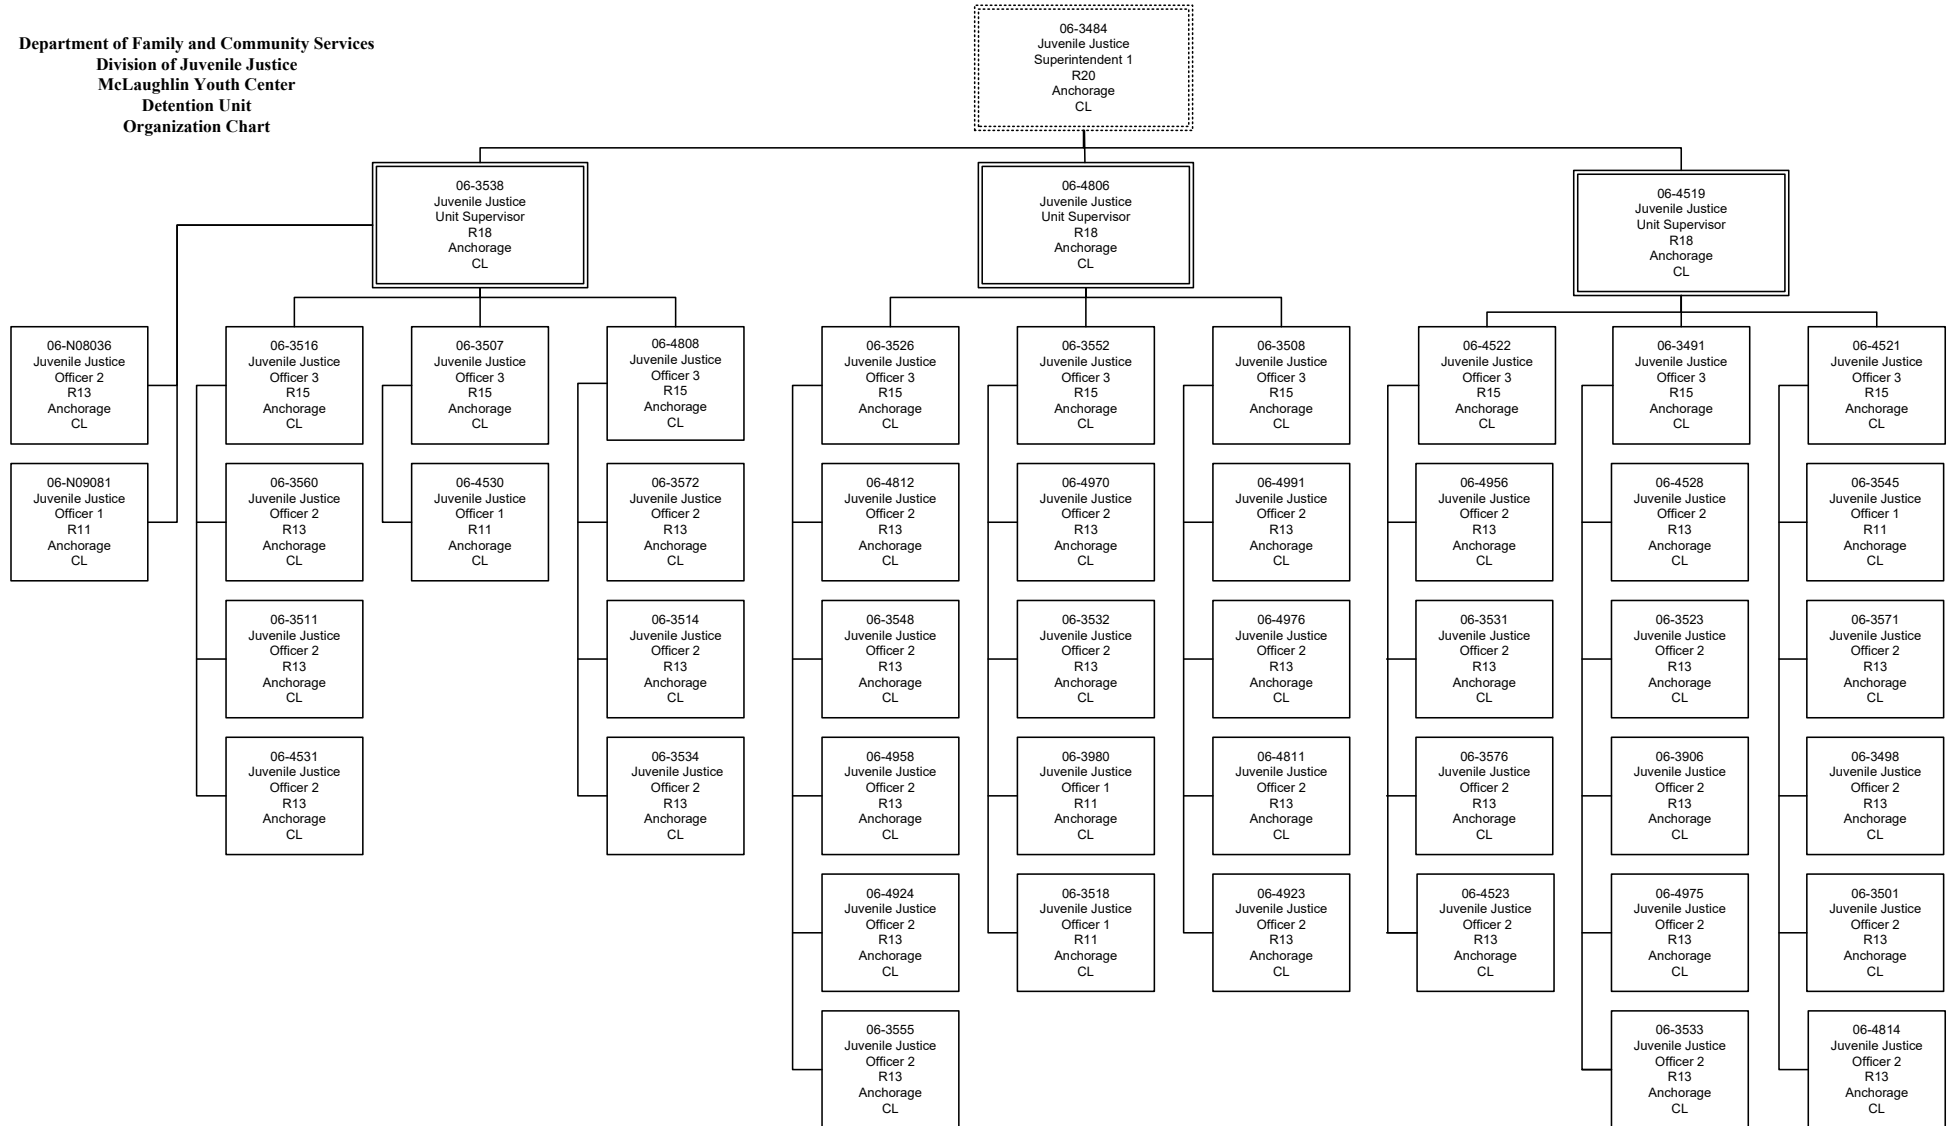 Department of Family and Community Services
Division of Juvenile Justice
McLaughlin Youth Center
Detention Unit
Organization Chart
06-3484
Juvenile Justice
Superintendent 1
R20
Anchorage
CL
06-3538
Juvenile Justice
Unit Supervisor
R18
Anchorage
CL
06-4806
Juvenile Justice
Unit Supervisor
R18
Anchorage
CL
06-4519
Juvenile Justice
Unit Supervisor
R18
Anchorage
CL
06-N08036
Juvenile Justice
Officer 2
R13
Anchorage
CL
06-3516
Juvenile Justice
Officer 3
R15
Anchorage
CL
06-3507
Juvenile Justice
Officer 3
R15
Anchorage
CL
06-4808
Juvenile Justice
Officer 3
R15
Anchorage
CL
06-3526
Juvenile Justice
Officer 3
R15
Anchorage
CL
06-3552
Juvenile Justice
Officer 3
R15
Anchorage
CL
06-3508
Juvenile Justice
Officer 3
R15
Anchorage
CL
06-4522
Juvenile Justice
Officer 3
R15
Anchorage
CL
06-3491
Juvenile Justice
Officer 3
R15
Anchorage
CL
06-4521
Juvenile Justice
Officer 3
R15
Anchorage
CL
06-N09081
Juvenile Justice
Officer 1
R11
Anchorage
CL
06-3560
Juvenile Justice
Officer 2
R13
Anchorage
CL
06-4530
Juvenile Justice
Officer 1
R11
Anchorage
CL
06-3572
Juvenile Justice
Officer 2
R13
Anchorage
CL
06-4812
Juvenile Justice
Officer 2
R13
Anchorage
CL
06-4970
Juvenile Justice
Officer 2
R13
Anchorage
CL
06-4991
Juvenile Justice
Officer 2
R13
Anchorage
CL
06-4956
Juvenile Justice
Officer 2
R13
Anchorage
CL
06-4528
Juvenile Justice
Officer 2
R13
Anchorage
CL
06-3545
Juvenile Justice
Officer 1
R11
Anchorage
CL
06-3511
Juvenile Justice
Officer 2
R13
Anchorage
CL
06-3514
Juvenile Justice
Officer 2
R13
Anchorage
CL
06-3548
Juvenile Justice
Officer 2
R13
Anchorage
CL
06-3532
Juvenile Justice
Officer 2
R13
Anchorage
CL
06-4976
Juvenile Justice
Officer 2
R13
Anchorage
CL
06-3531
Juvenile Justice
Officer 2
R13
Anchorage
CL
06-3523
Juvenile Justice
Officer 2
R13
Anchorage
CL
06-3571
Juvenile Justice
Officer 2
R13
Anchorage
CL
06-4531
Juvenile Justice
Officer 2
R13
Anchorage
CL
06-3534
Juvenile Justice
Officer 2
R13
Anchorage
CL
06-4958
Juvenile Justice
Officer 2
R13
Anchorage
CL
06-3980
Juvenile Justice
Officer 1
R11
Anchorage
CL
06-4811
Juvenile Justice
Officer 2
R13
Anchorage
CL
06-3576
Juvenile Justice
Officer 2
R13
Anchorage
CL
06-3906
Juvenile Justice
Officer 2
R13
Anchorage
CL
06-3498
Juvenile Justice
Officer 2
R13
Anchorage
CL
06-4924
Juvenile Justice
Officer 2
R13
Anchorage
CL
06-3518
Juvenile Justice
Officer 1
R11
Anchorage
CL
06-4923
Juvenile Justice
Officer 2
R13
Anchorage
CL
06-4523
Juvenile Justice
Officer 2
R13
Anchorage
CL
06-4975
Juvenile Justice
Officer 2
R13
Anchorage
CL
06-3501
Juvenile Justice
Officer 2
R13
Anchorage
CL
06-3555
Juvenile Justice
Officer 2
R13
Anchorage
CL
06-3533
Juvenile Justice
Officer 2
R13
Anchorage
CL
06-4814
Juvenile Justice
Officer 2
R13
Anchorage
CL